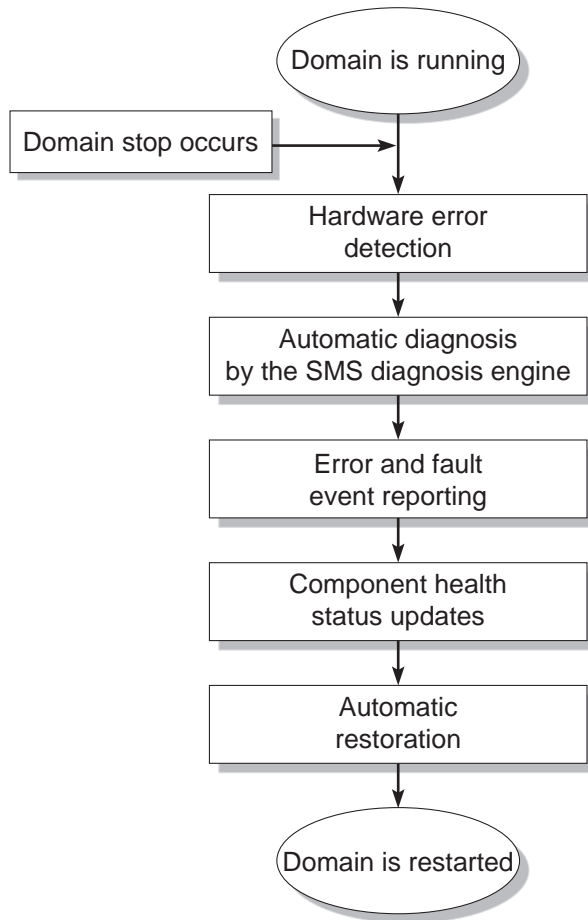 Domain is running
Domain stop occurs
Hardware error
detection
Automatic diagnosis
by the SMS diagnosis engine
Error and fault
event reporting
Component health
status updates
Automatic
restoration
Domain is restarted